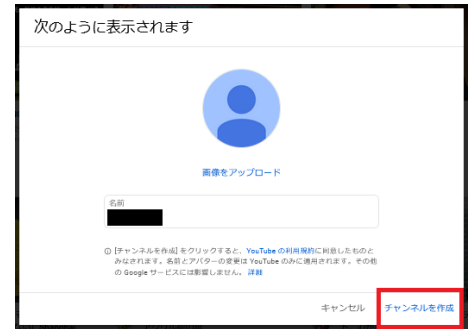 次のように表示されます
画像をアップロード
名前
[チャンネルを作成] をクリックすると、YouTube の利用規約に同意したものと
みなされます。名前とアバターの変更は YouTube のみに適用されます。その他
の Google サービスには影響しません。 詳細
キャンセル チャンネルを作成